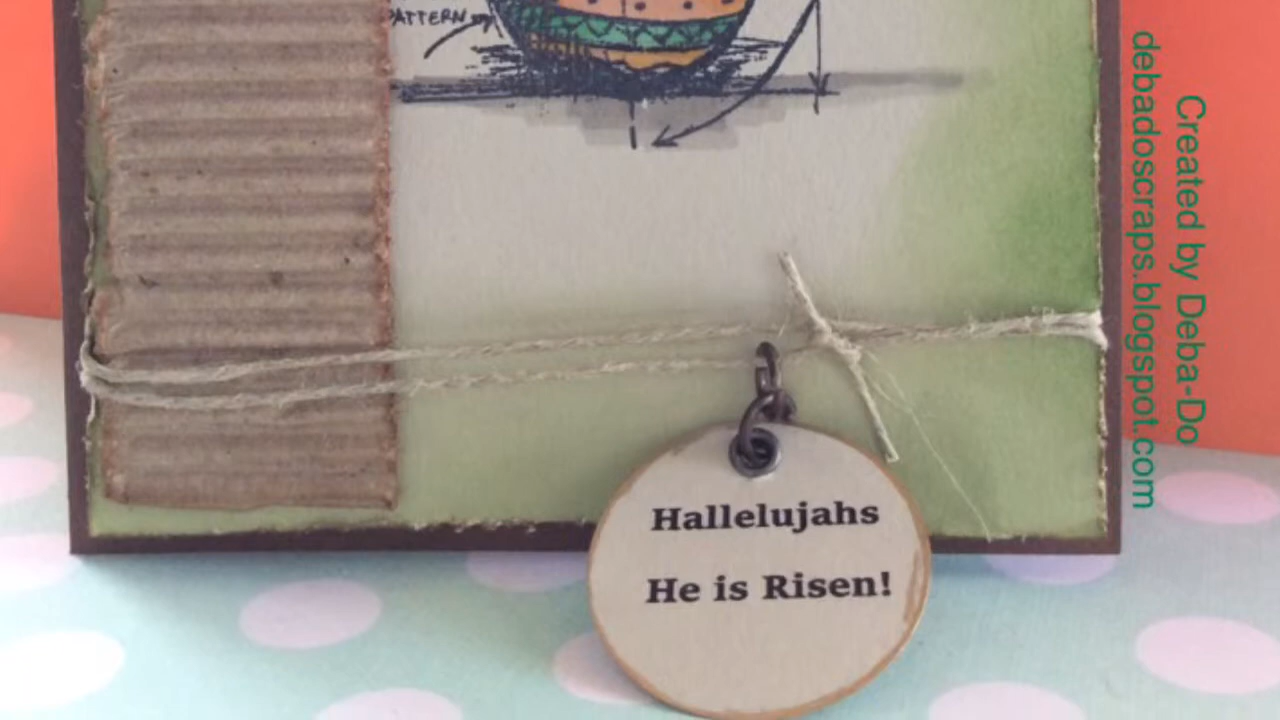 PATTERN
Hallelujahs
He is Risen!
Created by Deba-Do
debadoscraps.blogspot.com